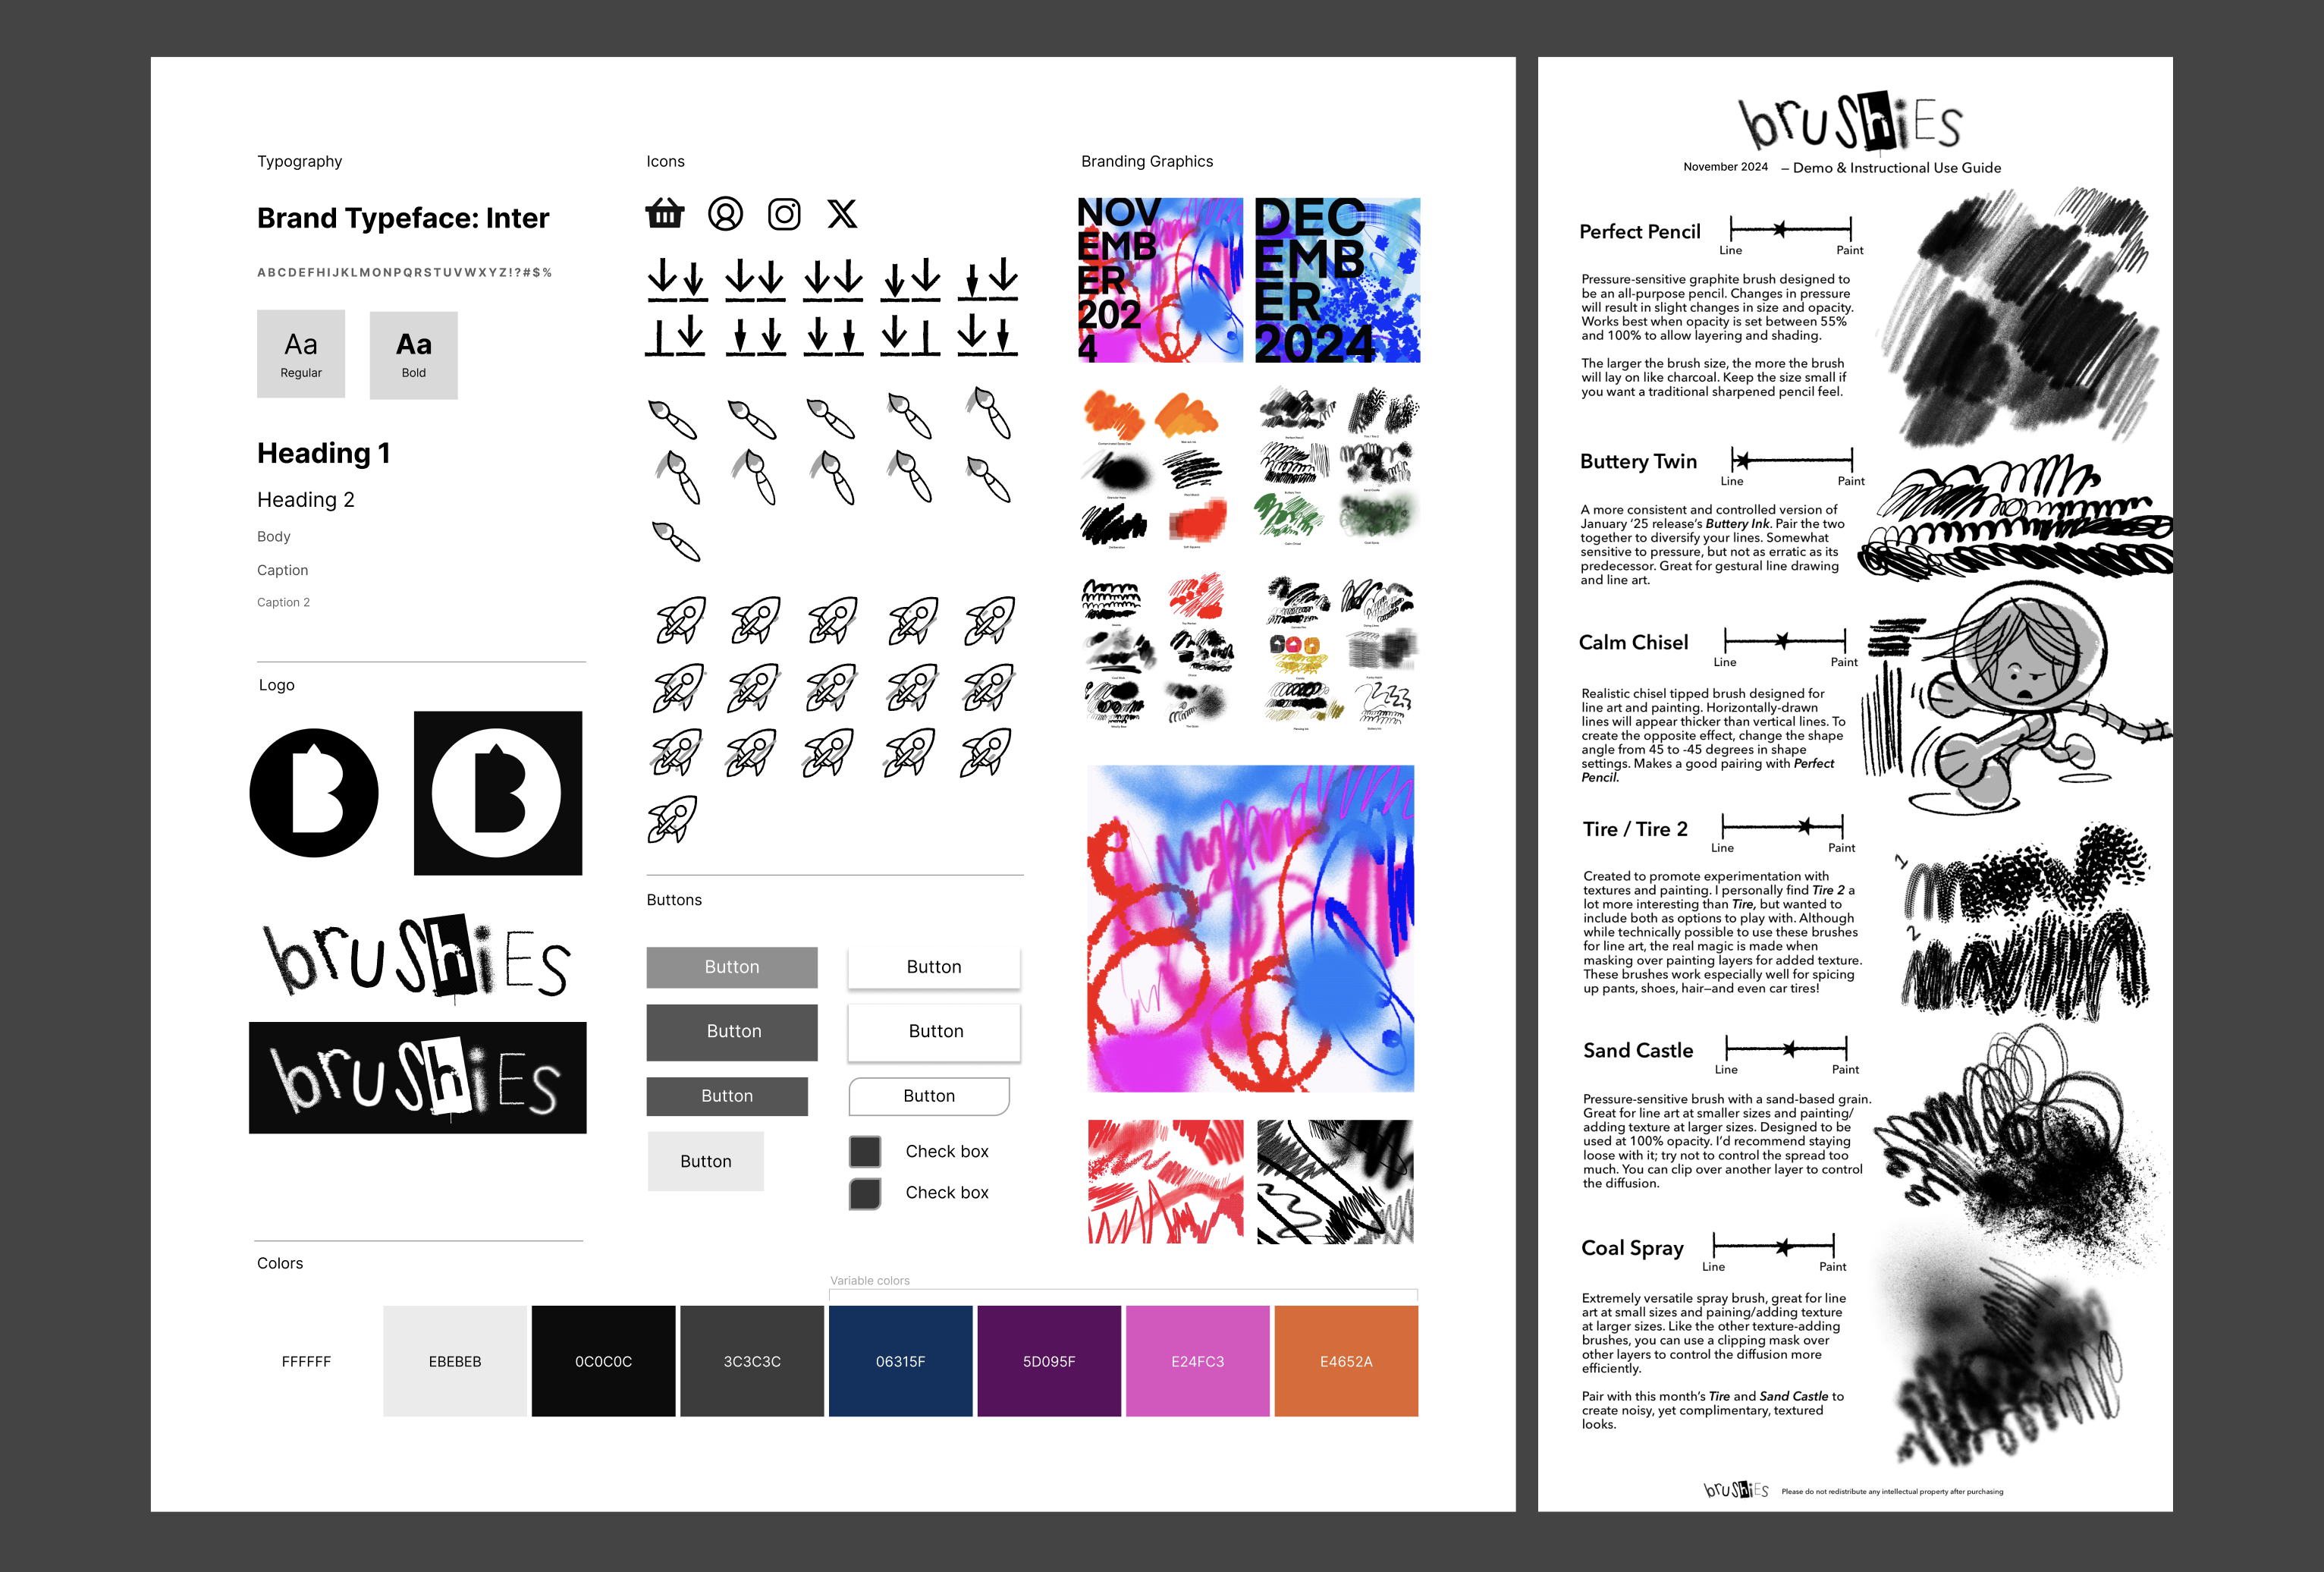 Typography
Brand Typeface: Inter
ABCDEFHIJKLMONPQRSTUVWXYZ!?#$%
Aa
Regular
Aa
Bold
Heading 1
Heading 2
Body
Caption
Caption 2
Logo
B
B
brushiEs
brushiEs
Icons
Buttons
Button
Button
Button
Button
Button
Button
Button
Check box
Check box
Branding Graphics
NOV
EMB
ER
202
4
DEC
EMB
ER
2024
Perfect Pencil
Tire / Tire 2
Buttery Twin
Sand Castle
Calm Chisel
Coal Spray
Colors
Variable colors
FFFFFF
EBEBEB
0C0C0C
3C3C3C
06315F
5D095F
E24FC3
E4652A
brushiEs
November 2024 – Demo & Instructional Use Guide
Perfect Pencil
Line
Paint
Pressure-sensitive graphite brush designed to
be an all-purpose pencil. Changes in pressure
will result in slight changes in size and opacity.
Works best when opacity is set between 55%
and 100% to allow layering and shading.
The larger the brush size, the more the brush
will lay on like charcoal. Keep the size small if
you want a traditional sharpened pencil feel.
Buttery Twin
Line
Paint
A more consistent and controlled version of
January ’25 release’s Buttery Ink. Pair the two
together to diversify your lines. Somewhat
sensitive to pressure, but not as erratic as its
predecessor. Great for gestural line drawing
and line art.
Calm Chisel
Line
Paint
Realistic chisel tipped brush designed for
line art and painting. Horizontally-drawn
lines will appear thicker than vertical lines. To
create the opposite effect, change the shape
angle from 45 to -45 degrees in shape
settings. Makes a good pairing with Perfect
Pencil.
Tire / Tire 2
Line
Paint
Created to promote experimentation with
textures and painting. I personally find Tire 2 a
lot more interesting than Tire, but wanted to
include both as options to play with. Although
while technically possible to use these brushes
for line art, the real magic is made when
masking over painting layers for added texture.
These brushes work especially well for spicing
up pants, shoes, hair—and even car tires!
1
2
Sand Castle
Line
Paint
Pressure-sensitive brush with a sand-based grain.
Great for line art at smaller sizes and painting/
adding texture at larger sizes. Designed to be
used at 100% opacity. I’d recommend staying
loose with it; try not to control the spread too
much. You can clip over another layer to control
the diffusion.
Coal Spray
Line
Paint
Extremely versatile spray brush, great for line
art at small sizes and paining/adding texture
at larger sizes. Like the other texture-adding
brushes, you can use a clipping mask over
other layers to control the diffusion more
efficiently.
Pair with this month’s Tire and Sand Castle to
create noisy, yet complimentary, textured
looks.
brushiEs
Please do not redistribute any intellectual property after purchasing